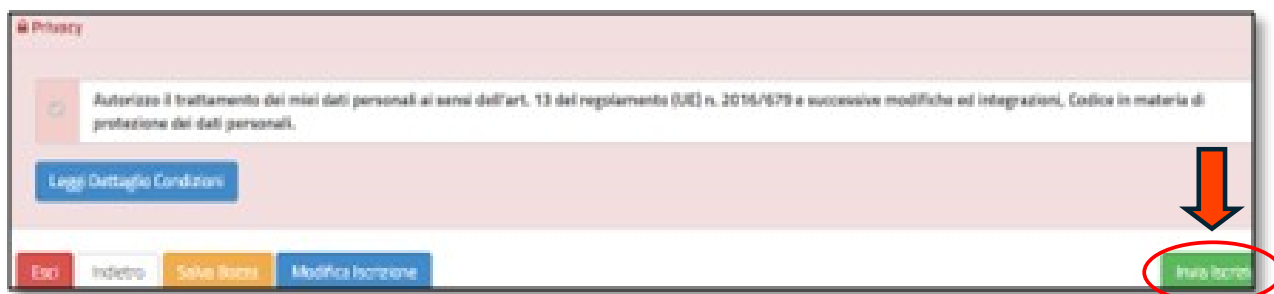 Privacy
Autorizzo il trattamento dei miei dati personali ai sensi dell'art. 13 del regolamento (UE) n. 2016/679 e successive modifiche ed integrazioni, Codice in materia di
protezione dei dati personali.
Leggi Dettaglio Condizioni
Esci Indietro Salva Bozza Modifica Iscrizione Invia Iscrizi